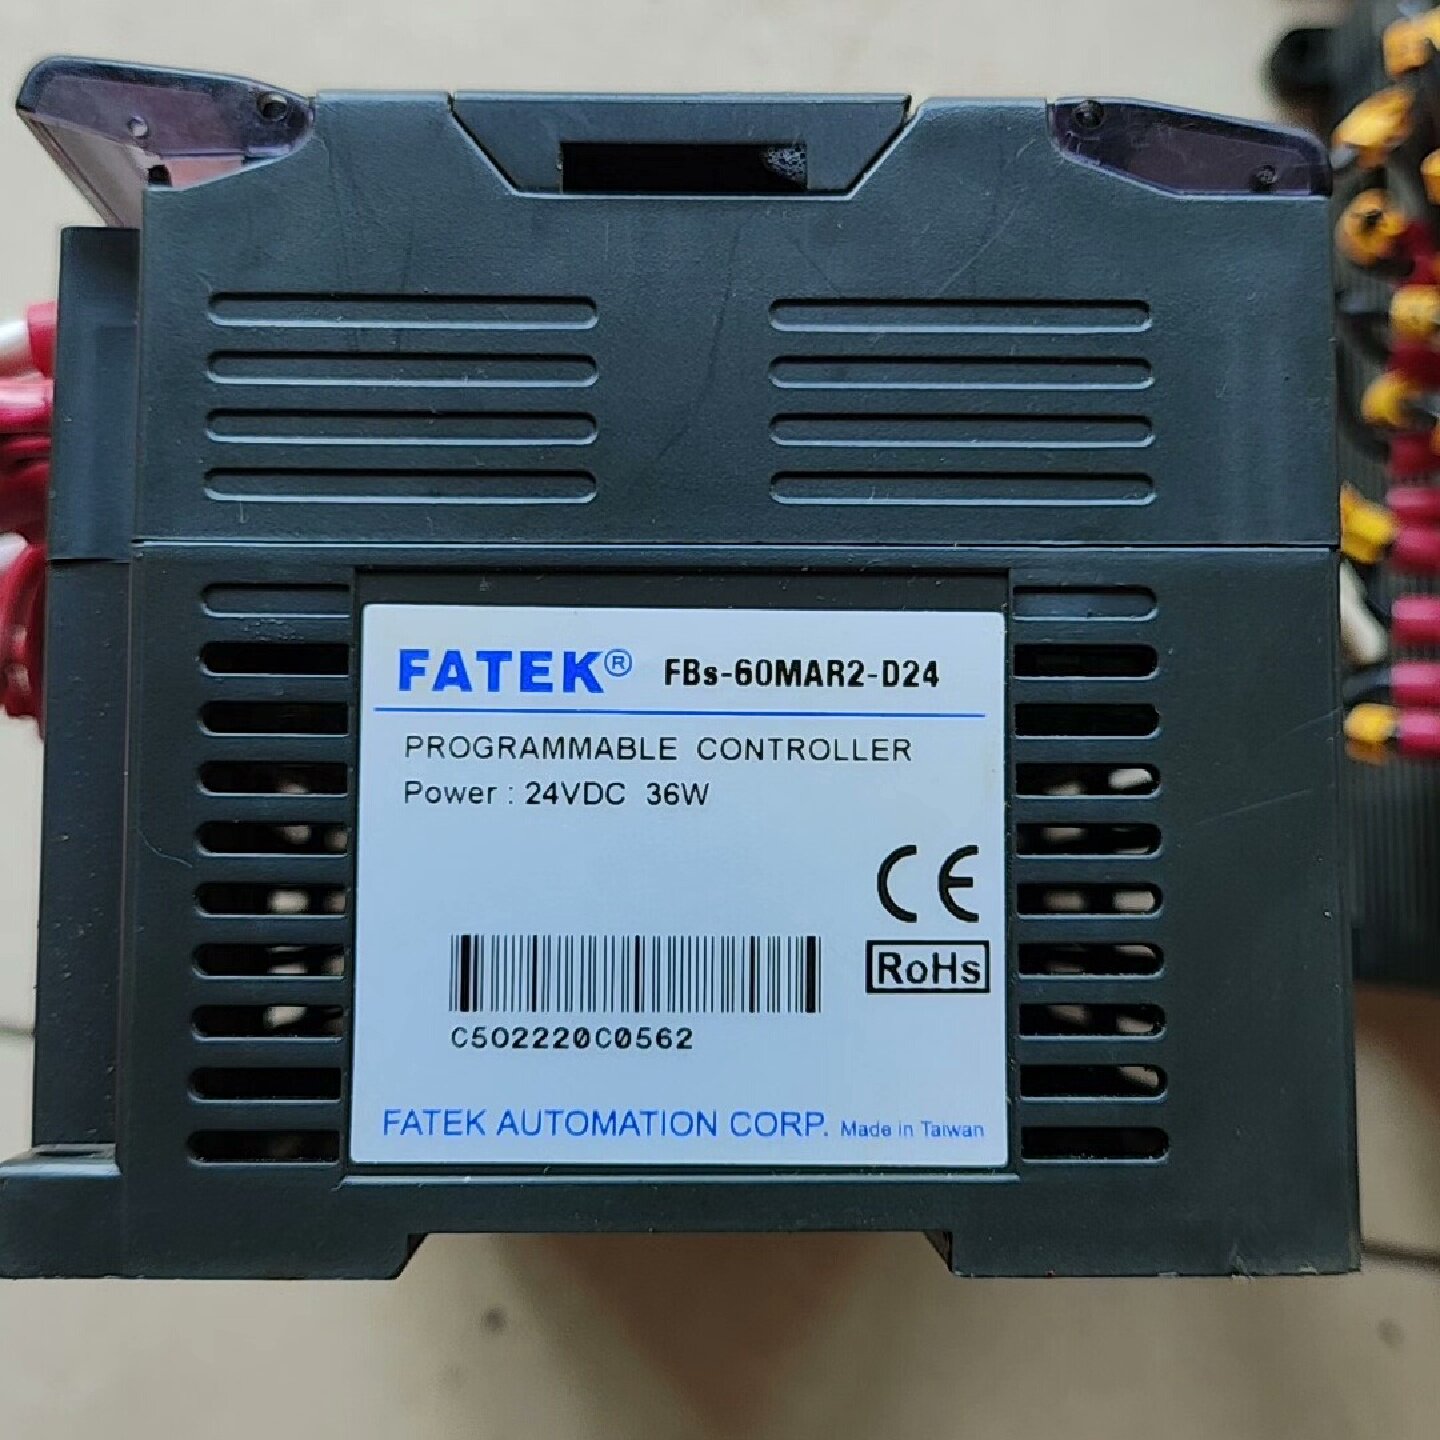 FATEK® FBs-60MAR2-D24
PROGRAMMABLE CONTROLLER
Power : 24VDC 36W
CE
RoHs
C502220C0562
FATEK AUTOMATION CORP. Made in Taiwan